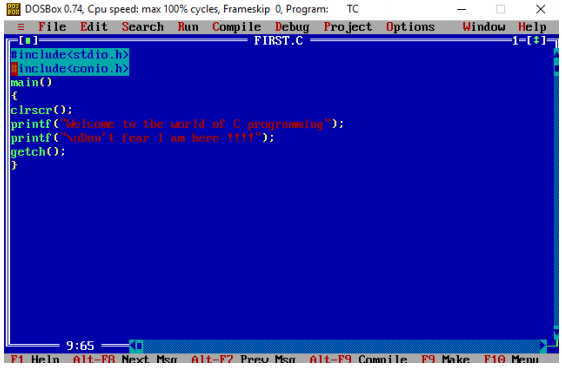 DOSBox 0.74, Cpu speed: max 100% cycles, Frameskip 0, Program: TC
≡ File Edit Search Run Compile Debug Project Options Window Help
[■] FIRST.C 1=[↕]
#include<stdio.h>
#include<conio.h>
main()
{
clrscr();
printf("Welcome to the world of C programming");
printf("\nDon't fear I am here !!!!");
getch();
}
9:65
F1 Help Alt-F8 Next Msg Alt-F7 Prev Msg Alt-F9 Compile F9 Make F10 Menu